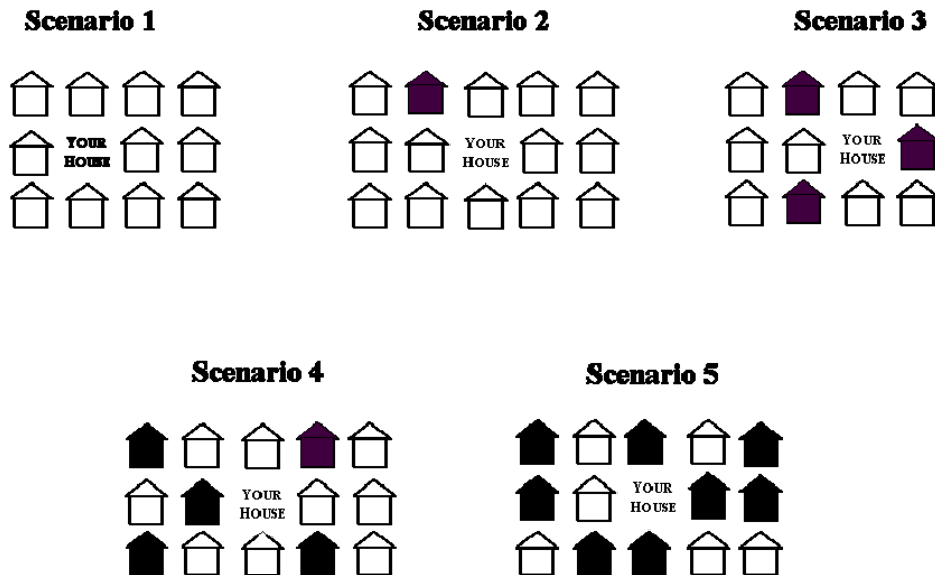 Scenario 1
Scenario 2
Scenario 3
YOUR
HOUSE
YOUR
HOUSE
YOUR
HOUSE
Scenario 4
Scenario 5
YOUR
HOUSE
YOUR
HOUSE